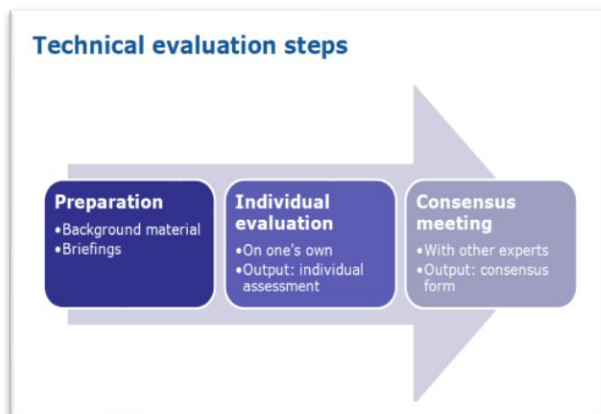 Technical evaluation steps
Preparation
•Background material
•Briefings
Individual
evaluation
•On one's own
•Output: individual
assessment
Consensus
meeting
•With other experts
•Output: consensus
form